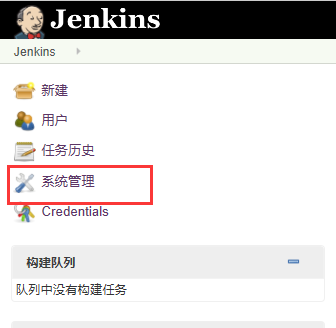 Jenkins
Jenkins
新建
用户
任务历史
系统管理
Credentials
构建队列
队列中没有构建任务